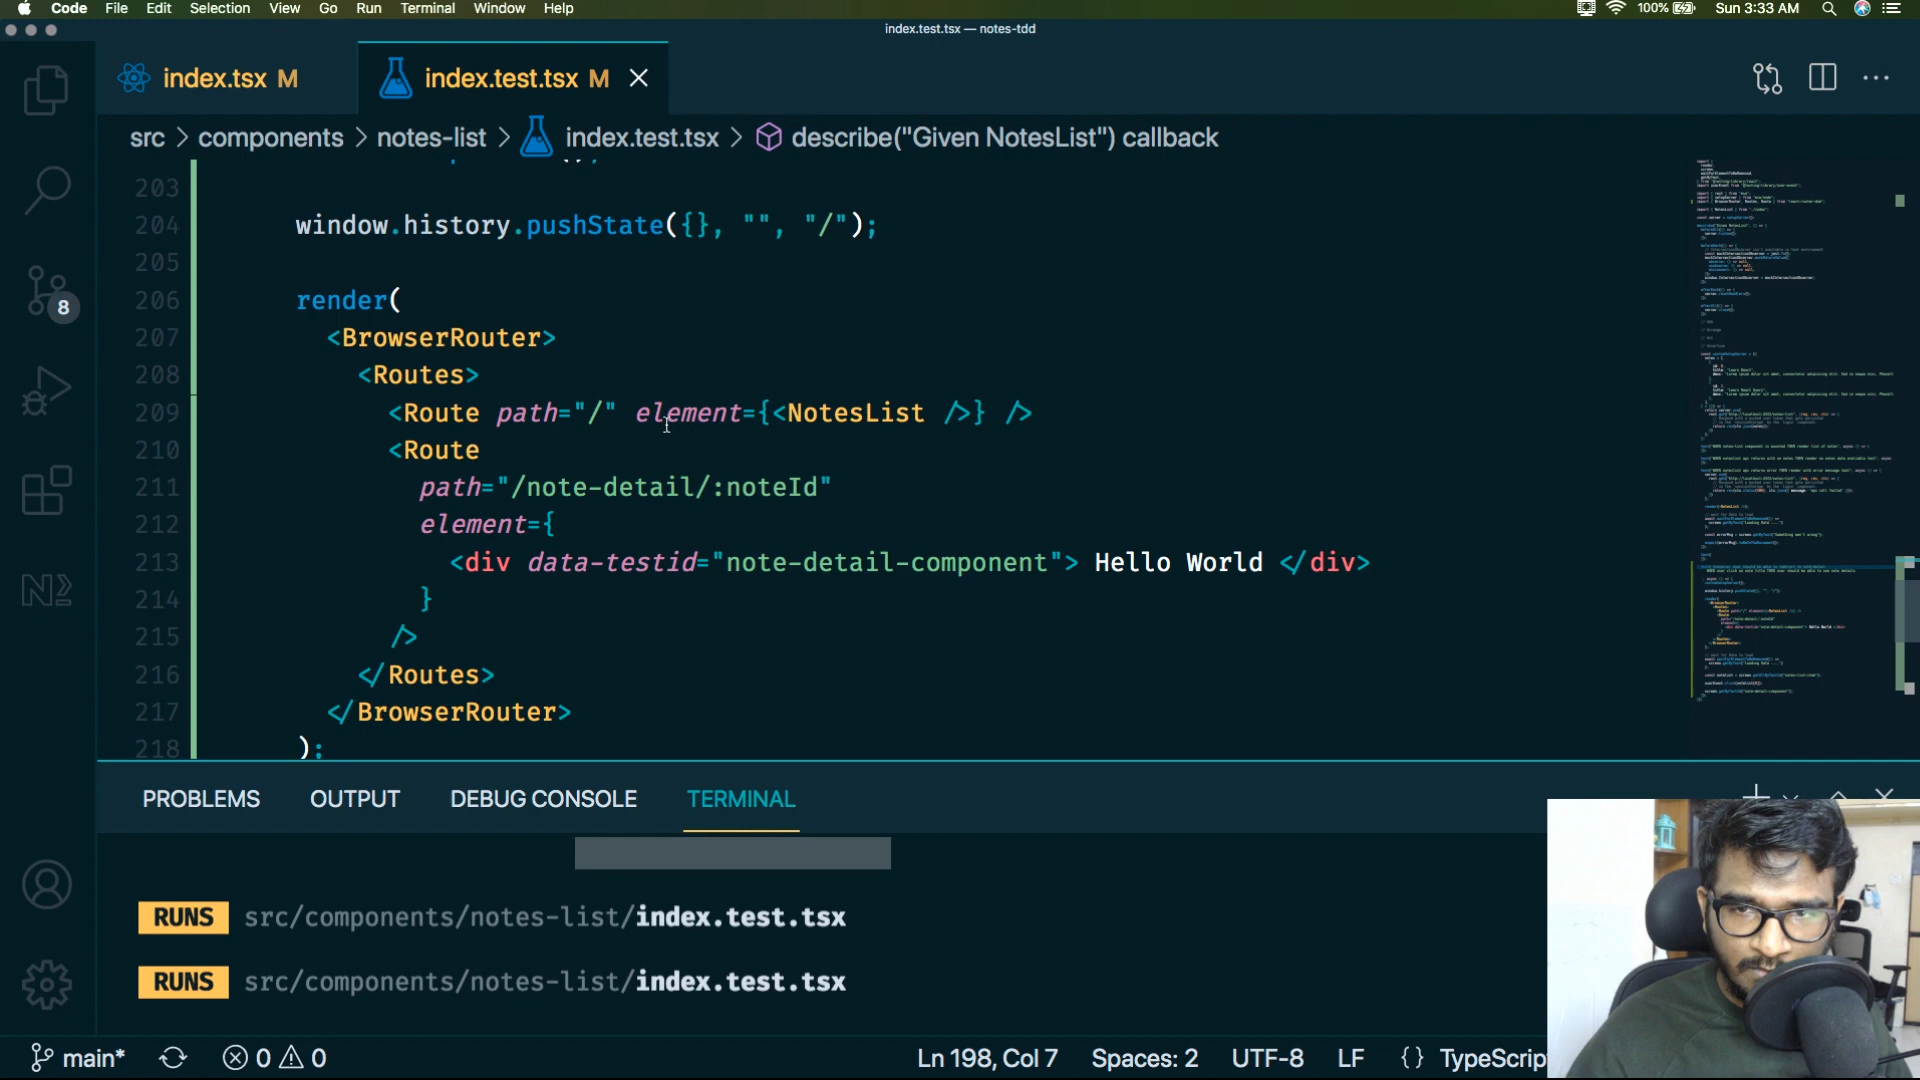 Code File Edit Selection View Go Run Terminal Window Help 100% Sun 3:33 AM
index.test.tsx — notes-tdd
index.tsx M index.test.tsx M
src > components > notes-list > index.test.tsx > describe("Given NotesList") callback
203
204 window.history.pushState({}, "", "/");
205
206 render(
207 <BrowserRouter>
208 <Routes>
209 <Route path="/" element={<NotesList />} />
210 <Route
211 path="/note-detail/:noteId"
212 element={
213 <div data-testid="note-detail-component"> Hello World </div>
214 }
215 />
216 </Routes>
217 </BrowserRouter>
218 );
8
PROBLEMS OUTPUT DEBUG CONSOLE TERMINAL
RUNS src/components/notes-list/index.test.tsx
RUNS src/components/notes-list/index.test.tsx
main* 0 0 Ln 198, Col 7 Spaces: 2 UTF-8 LF {} TypeScrip